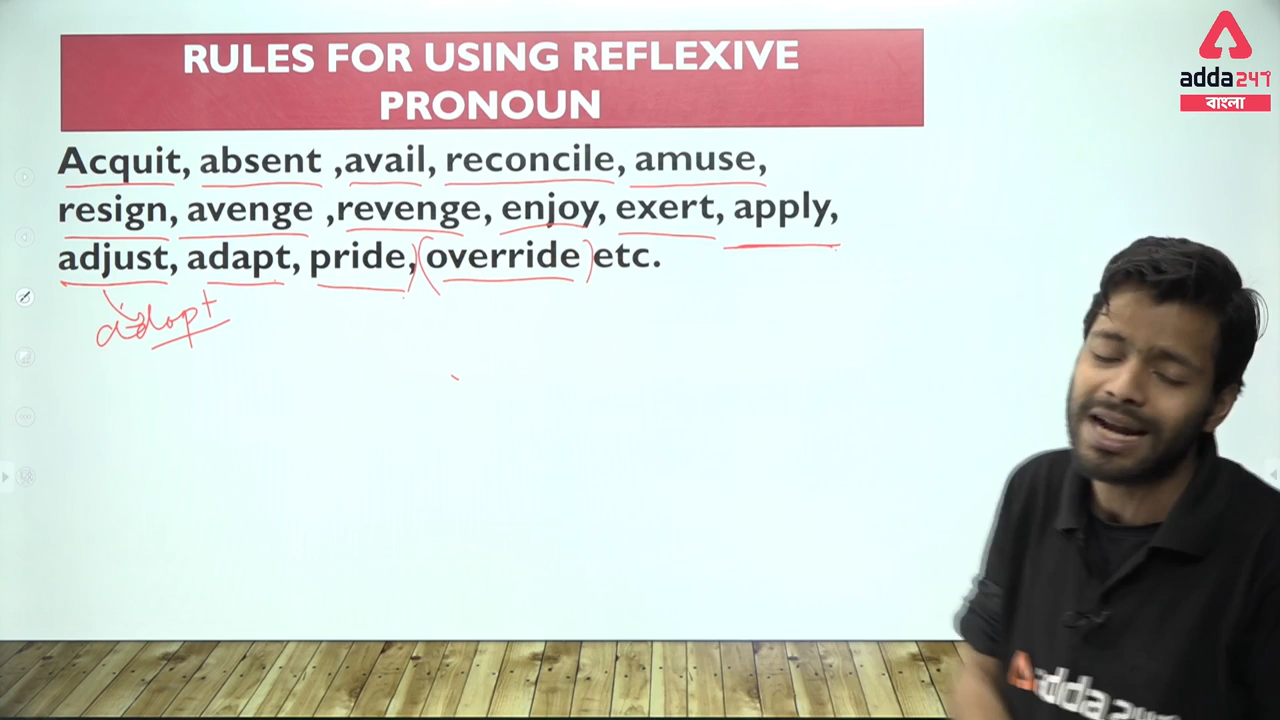 RULES FOR USING REFLEXIVE
PRONOUN
adda247
বাংলা
Acquit, absent ,avail, reconcile, amuse,
resign, avenge ,revenge, enjoy, exert, apply,
adjust, adapt, pride, (override) etc.
adopt
adda247